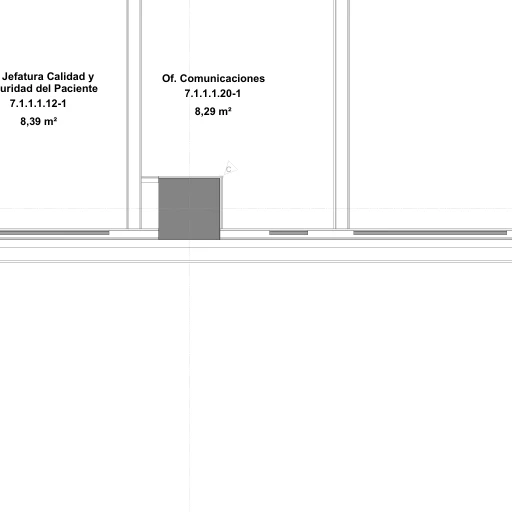 Jefatura Calidad y
uridad del Paciente
7.1.1.1.12-1
8,39 m²
Of. Comunicaciones
7.1.1.1.20-1
8,29 m²
C